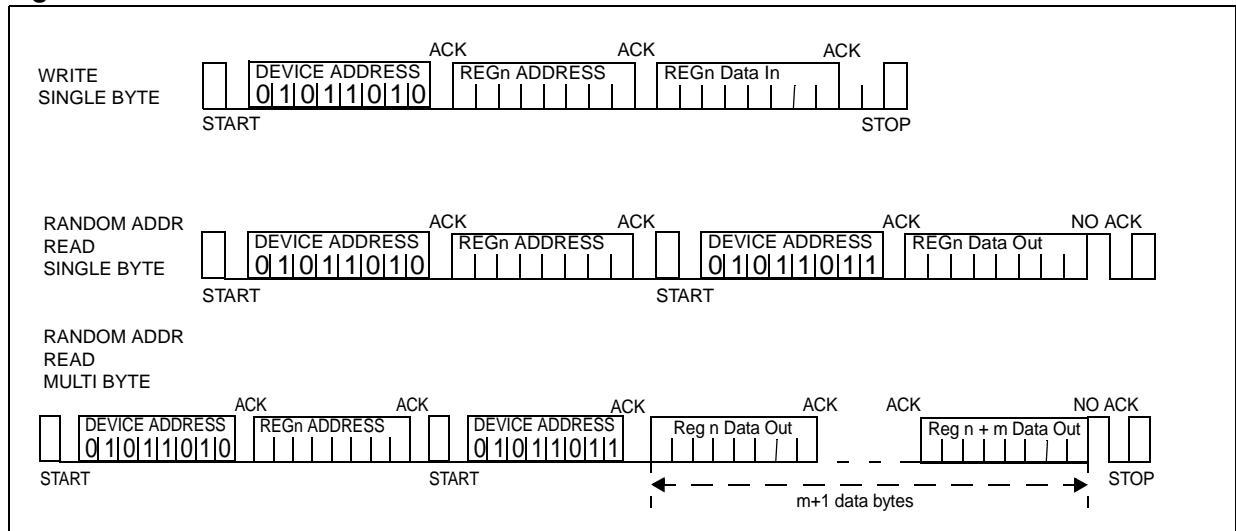 ACK ACK ACK
WRITE
SINGLE BYTE
DEVICE ADDRESS REGn ADDRESS REGn Data In
0 1 0 1 1 0 1 0
START STOP
RANDOM ADDR
READ
SINGLE BYTE
ACK ACK ACK NO ACK
DEVICE ADDRESS REGn ADDRESS DEVICE ADDRESS REGn Data Out
0 1 0 1 1 0 1 0 0 1 0 1 1 0 1 1
START START
RANDOM ADDR
READ
MULTI BYTE
ACK ACK ACK ACK ACK NO ACK
DEVICE ADDRESS REGn ADDRESS DEVICE ADDRESS Reg n Data Out Reg n + m Data Out
0 1 0 1 1 0 1 0 0 1 0 1 1 0 1 1
START START STOP
m+1 data bytes